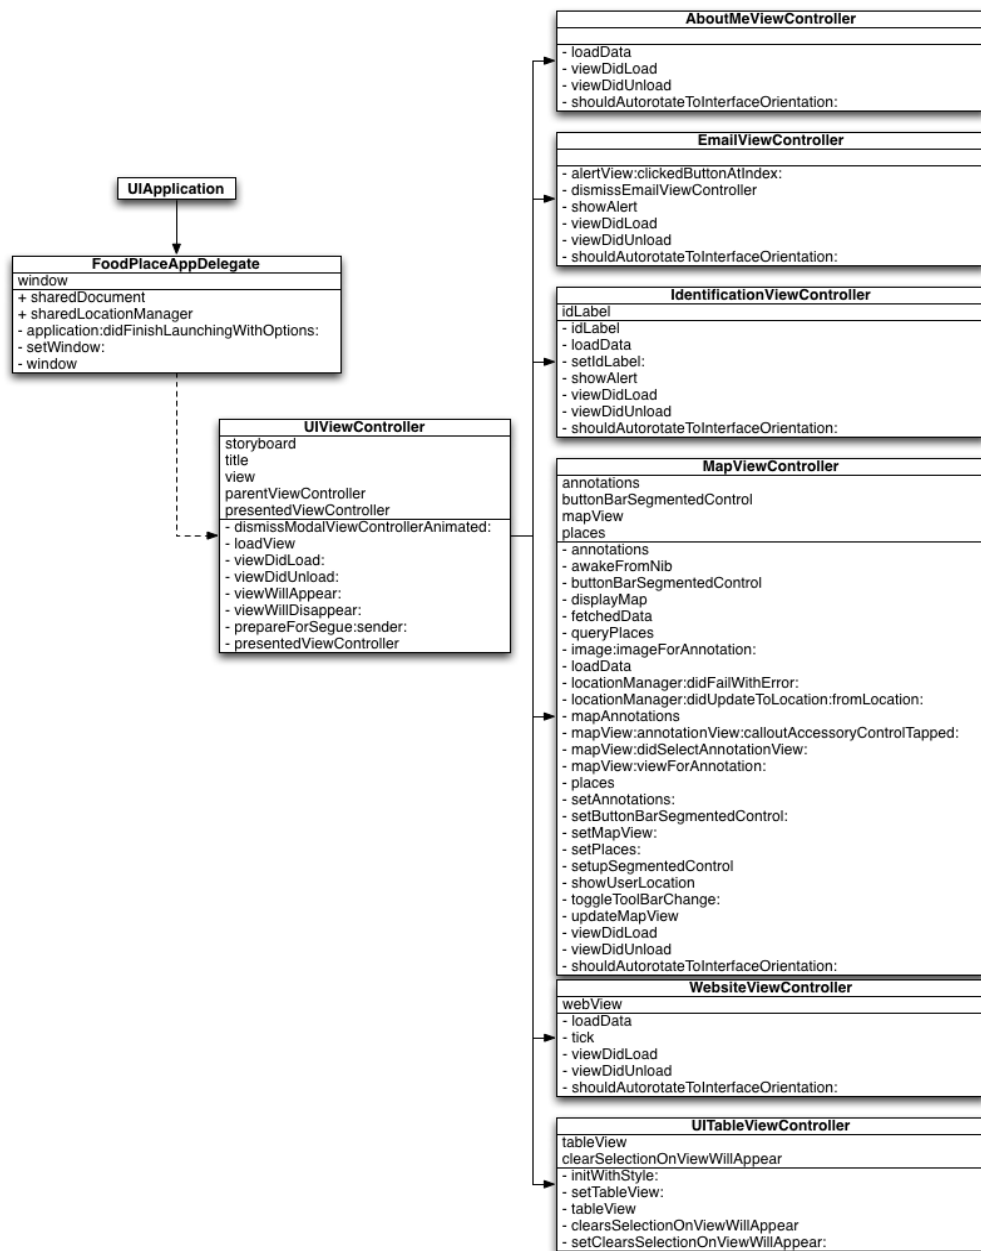 UIApplication
FoodPlaceAppDelegate
window
+ sharedDocument
+ sharedLocationManager
- application:didFinishLaunchingWithOptions:
- setWindow:
- window
UIViewController
storyboard
title
view
parentViewController
presentedViewController
- dismissModalViewControllerAnimated:
- loadView
- viewDidLoad:
- viewDidUnload:
- viewWillAppear:
- viewWillDisappear:
- prepareForSegue:sender:
- presentedViewController
AboutMeViewController
- loadData
- viewDidLoad
- viewDidUnload
- shouldAutorotateToInterfaceOrientation:
EmailViewController
- alertView:clickedButtonAtIndex:
- dismissEmailViewController
- showAlert
- viewDidLoad
- viewDidUnload
- shouldAutorotateToInterfaceOrientation:
IdentificationViewController
idLabel
- idLabel
- loadData
- setIdLabel:
- showAlert
- viewDidLoad
- viewDidUnload
- shouldAutorotateToInterfaceOrientation:
MapViewController
annotations
buttonBarSegmentedControl
mapView
places
- annotations
- awakeFromNib
- buttonBarSegmentedControl
- displayMap
- fetchedData
- queryPlaces
- image:imageForAnnotation:
- loadData
- locationManager:didFailWithError:
- locationManager:didUpdateToLocation:fromLocation:
- mapAnnotations
- mapView:annotationView:calloutAccessoryControlTapped:
- mapView:didSelectAnnotationView:
- mapView:viewForAnnotation:
- places
- setAnnotations:
- setButtonBarSegmentedControl:
- setMapView:
- setPlaces:
- setupSegmentedControl
- showUserLocation
- toggleToolBarChange:
- updateMapView
- viewDidLoad
- viewDidUnload
- shouldAutorotateToInterfaceOrientation:
WebsiteViewController
webView
- loadData
- tick
- viewDidLoad
- viewDidUnload
- shouldAutorotateToInterfaceOrientation:
UITableViewController
tableView
clearSelectionOnViewWillAppear
- initWithStyle:
- setTableView:
- tableView
- clearsSelectionOnViewWillAppear
- setClearsSelectionOnViewWillAppear: